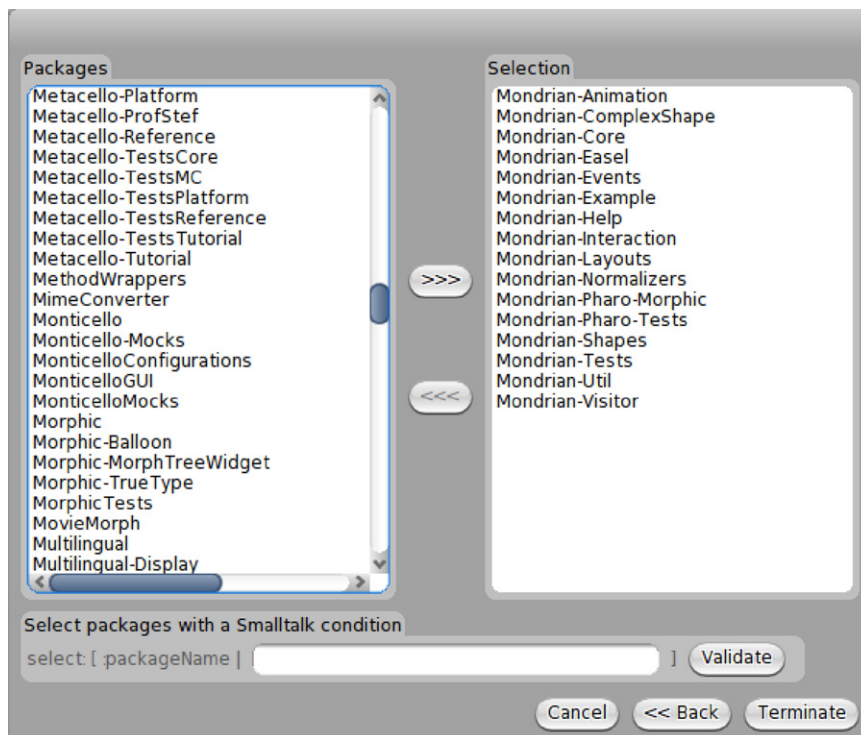 Packages
Metacello-Platform
Metacello-ProfStef
Metacello-Reference
Metacello-TestsCore
Metacello-TestsMC
Metacello-TestsPlatform
Metacello-TestsReference
Metacello-TestsTutorial
Metacello-Tutorial
MethodWrappers
MimeConverter
Monticello
Monticello-Mocks
MonticelloConfigurations
MonticelloGUI
MonticelloMocks
Morphic
Morphic-Balloon
Morphic-MorphTreeWidget
Morphic-TrueType
MorphicTests
MovieMorph
Multilingual
Multilingual-Display
>>>
<<<
Selection
Mondrian-Animation
Mondrian-ComplexShape
Mondrian-Core
Mondrian-Easel
Mondrian-Events
Mondrian-Example
Mondrian-Help
Mondrian-Interaction
Mondrian-Layouts
Mondrian-Normalizers
Mondrian-Pharo-Morphic
Mondrian-Pharo-Tests
Mondrian-Shapes
Mondrian-Tests
Mondrian-Util
Mondrian-Visitor
Select packages with a Smalltalk condition
select: [ :packageName | ] Validate
Cancel << Back Terminate